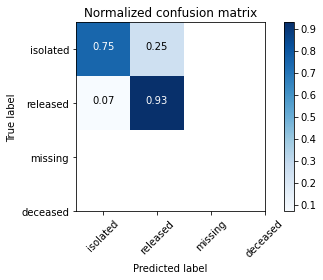 Normalized confusion matrix
True label
isolated
released
missing
deceased
0.75 0.25
0.07 0.93
isolated released missing deceased
Predicted label
0.9
0.8
0.7
0.6
0.5
0.4
0.3
0.2
0.1